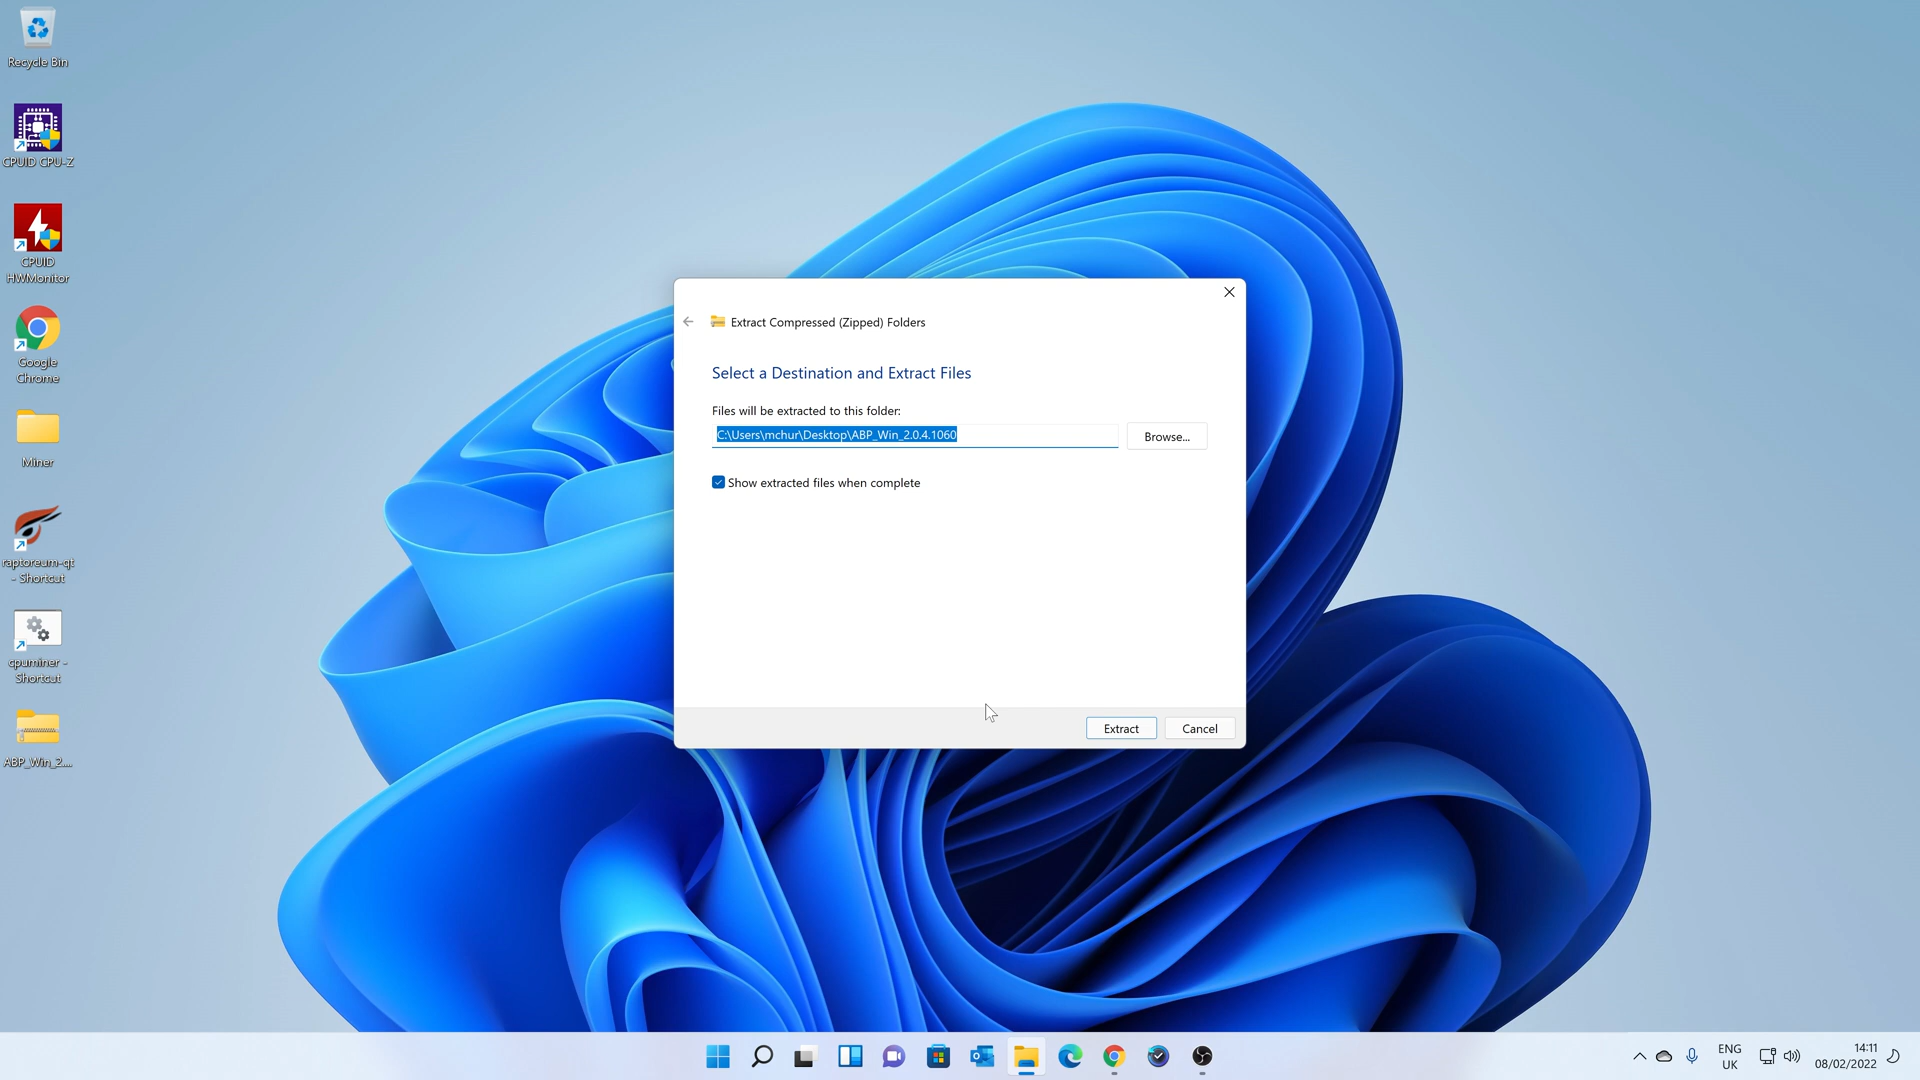 Recycle Bin
CPUID CPU-Z
CPUID
HWMonitor
Google
Chrome
Miner
raptoreum-qt
- Shortcut
cpuminer -
Shortcut
ABP_Win_2....
Extract Compressed (Zipped) Folders
Select a Destination and Extract Files
Files will be extracted to this folder:
C:\Users\mchur\Desktop\ABP_Win_2.0.4.1060
Browse...
Show extracted files when complete
Extract
Cancel
ENG
UK
14:11
08/02/2022